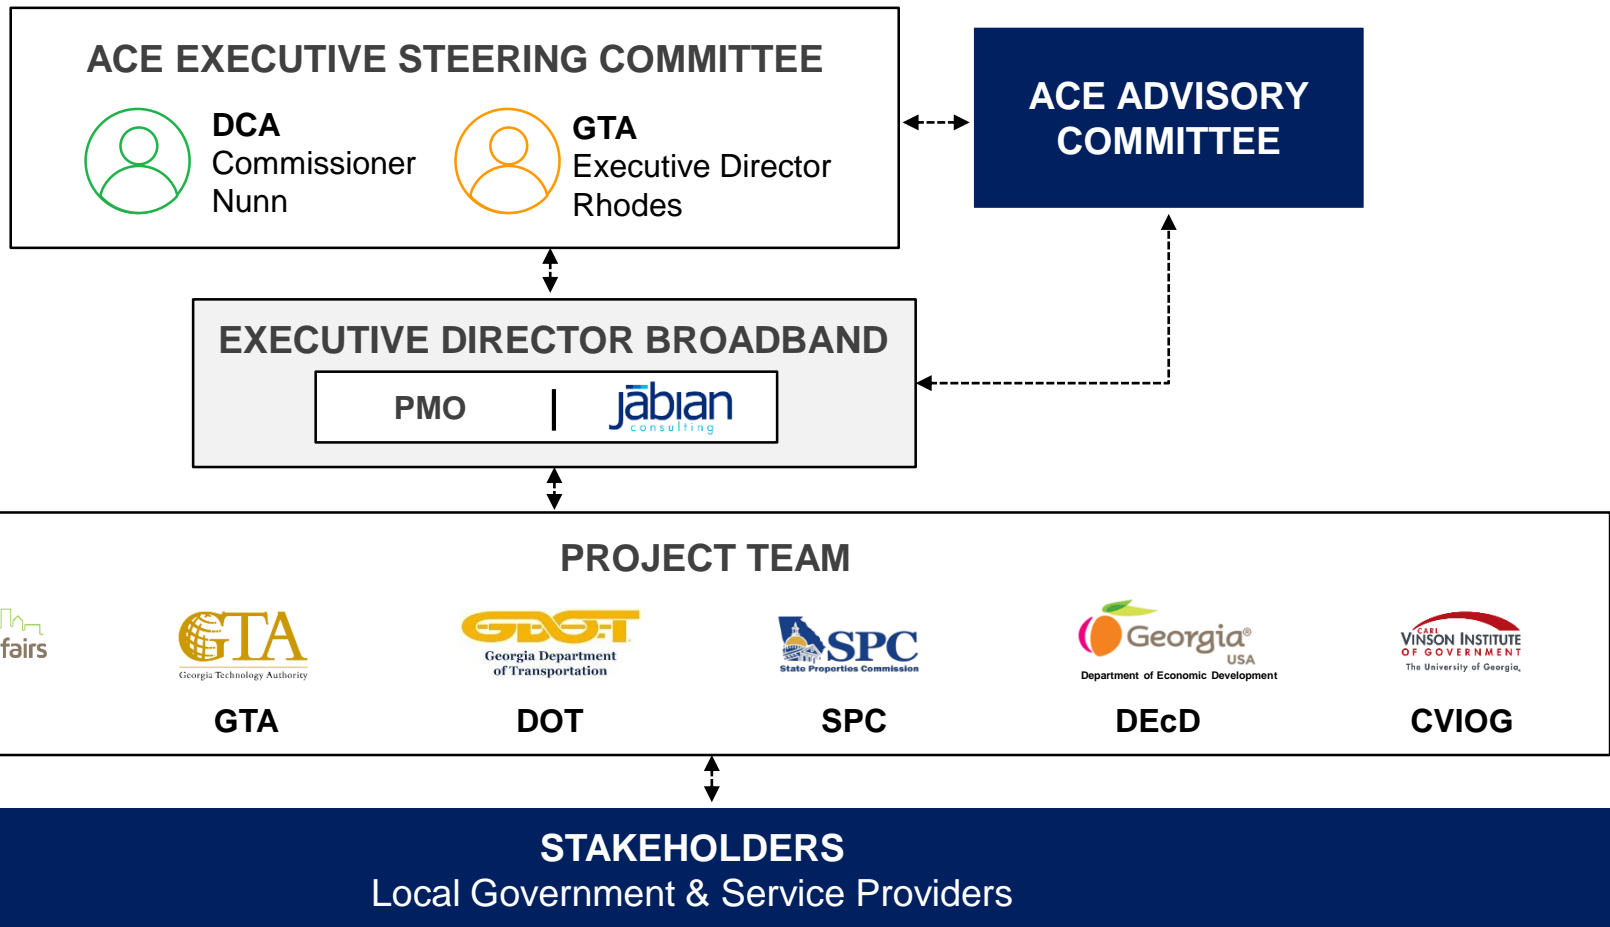 ACE EXECUTIVE STEERING COMMITTEE
DCA
Commissioner
Nunn
GTA
Executive Director
Rhodes
ACE ADVISORY
COMMITTEE
EXECUTIVE DIRECTOR BROADBAND
PMO
jabian
consulting
PROJECT TEAM
fairs
GTA
Georgia Technology Authority
GDOT
Georgia Department
of Transportation
SPC
State Properties Commission
Georgia®
USA
Department of Economic Development
CARL
VINSON INSTITUTE
OF GOVERNMENT
The University of Georgia
GTA
DOT
SPC
DEcD
CVIOG
STAKEHOLDERS
Local Government & Service Providers